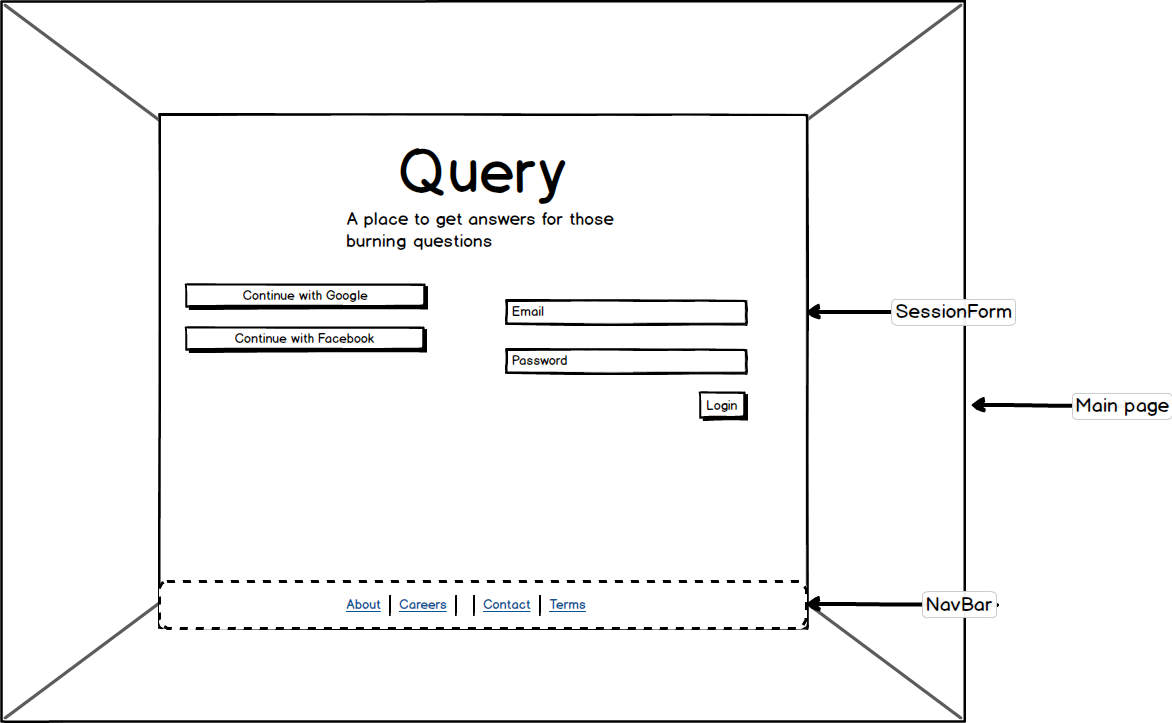 Query
A place to get answers for those
burning questions
Continue with Google
Continue with Facebook
Email
Password
Login
SessionForm
Main page
About | Careers | | Contact | Terms
NavBar